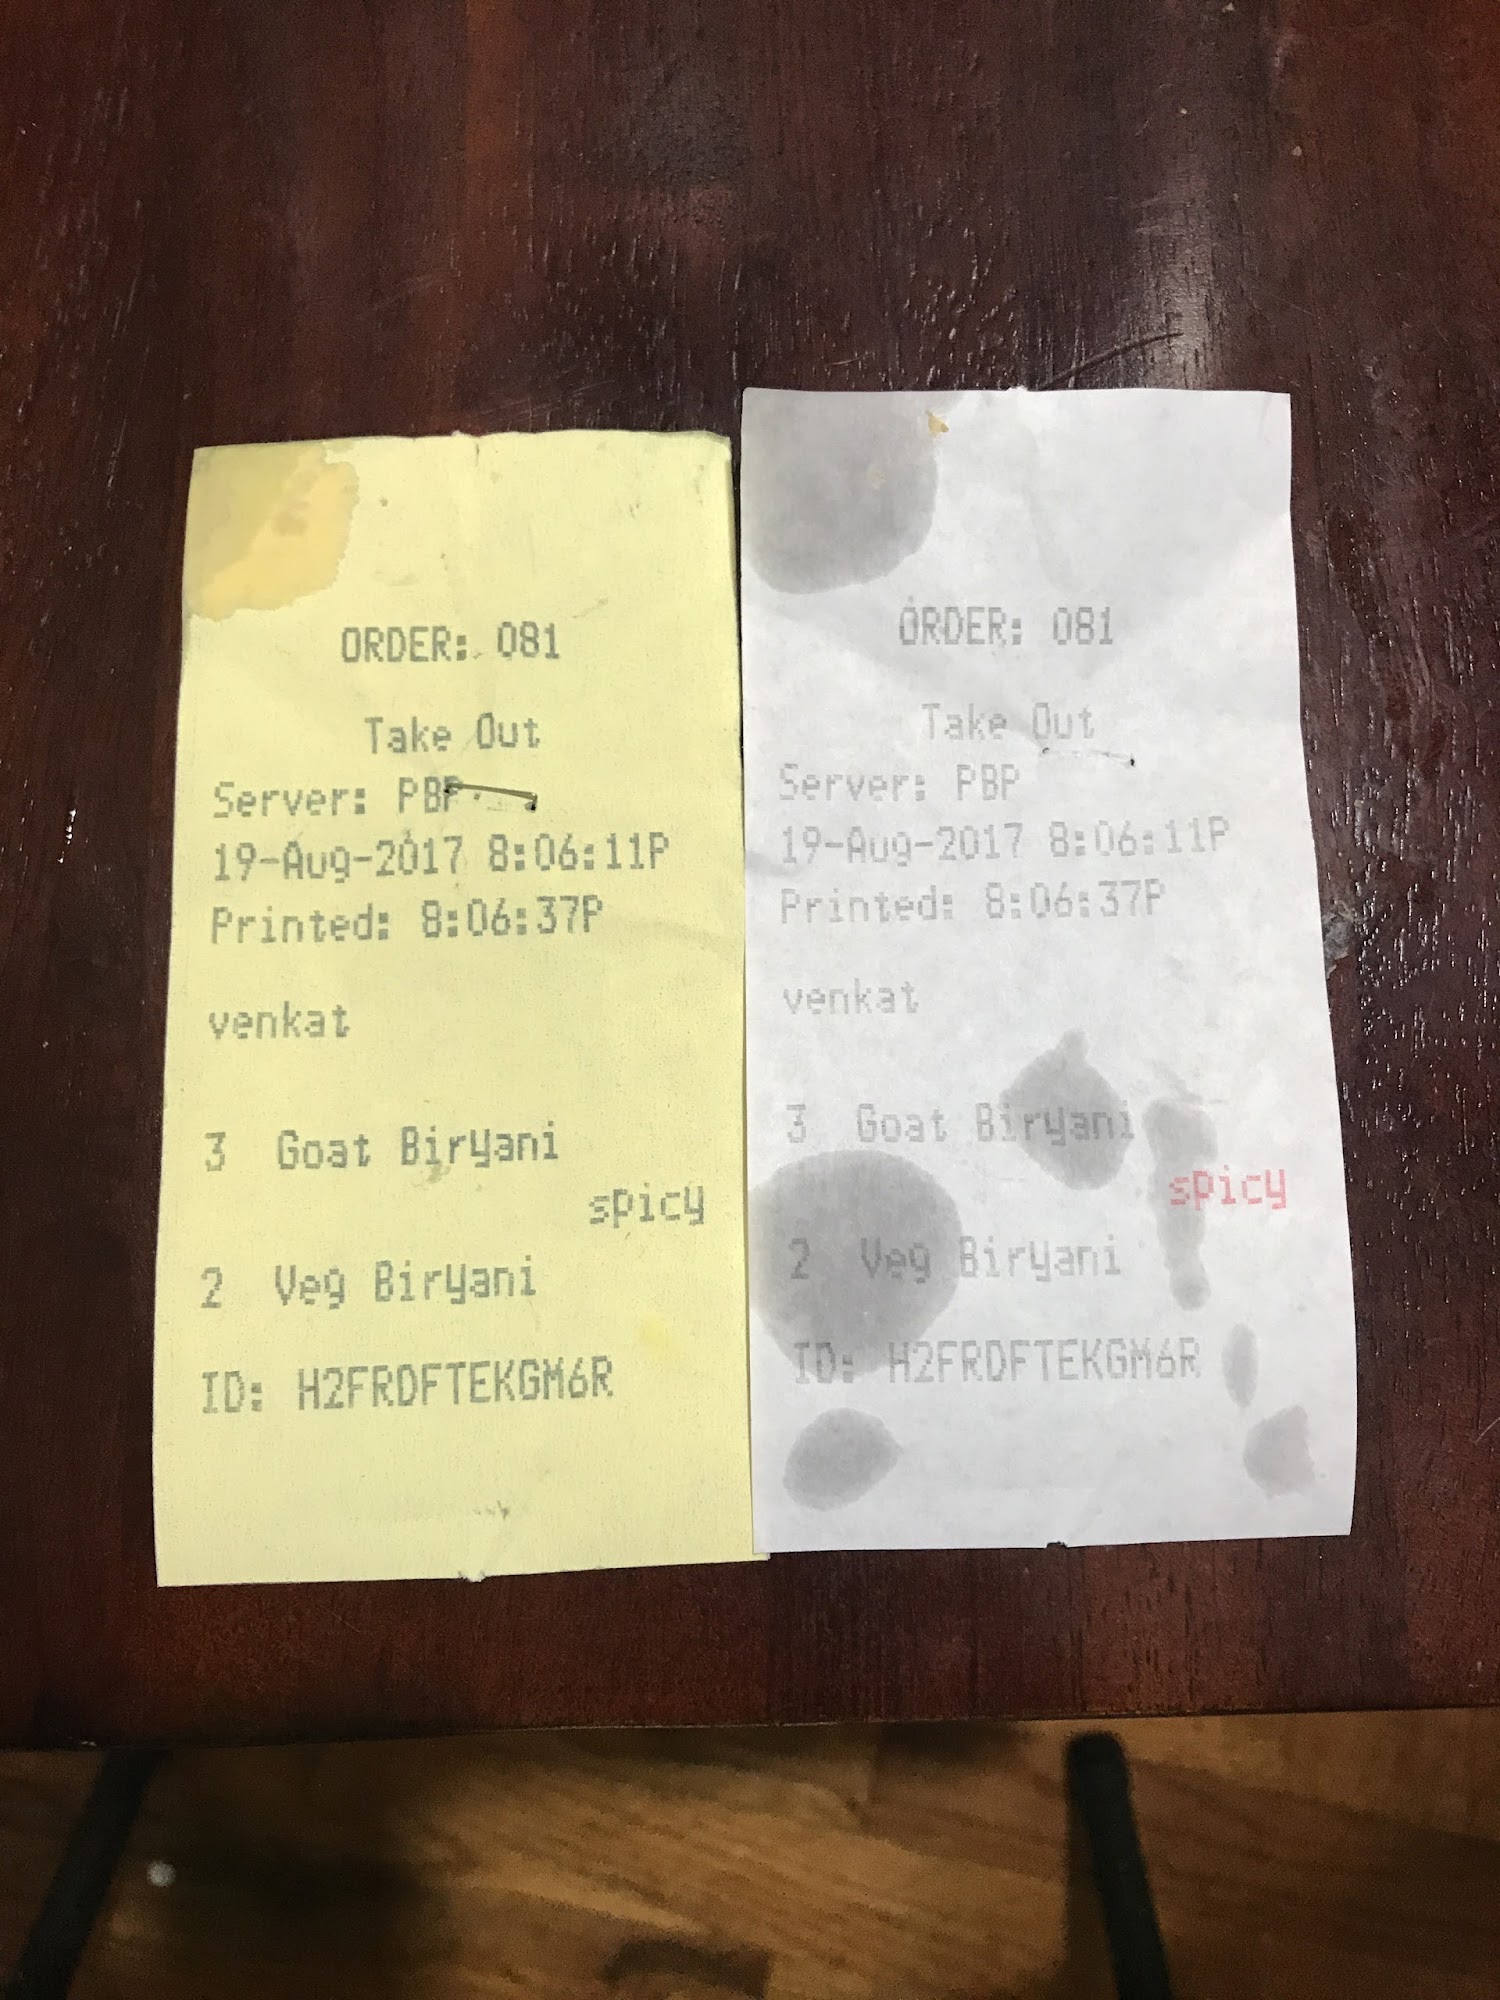 ORDER: 081
Take Out
Server: PBP
19-Aug-2017 8:06:11P
Printed: 8:06:37P
venkat
3 Goat Biryani
spicy
2 Veg Biryani
ID: H2FRDFTEKGM6R
ORDER: 081
Take Out
Server: PBP
19-Aug-2017 8:06:11P
Printed: 8:06:37P
venkat
3 Goat Biryani
spicy
2 Veg Biryani
ID: H2FRDFTEKGM6R